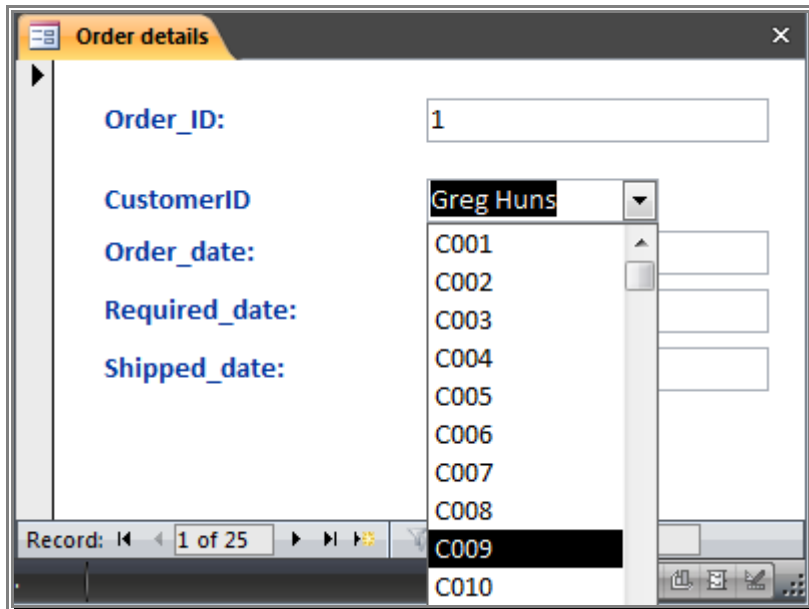 Order details
Order_ID: 1
CustomerID Greg Huns
Order_date:
Required_date:
Shipped_date:
C001
C002
C003
C004
C005
C006
C007
C008
C009
C010
Record: 1 of 25